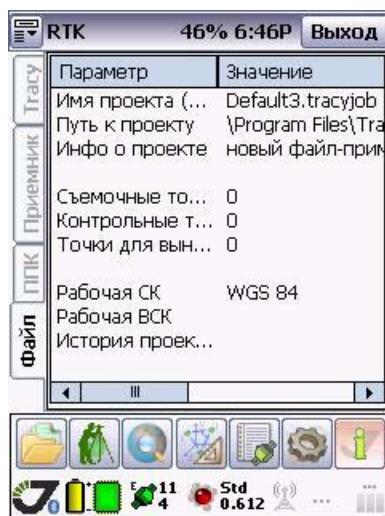 RTK 46% 6:46P Выход
Tracy
Приемник
ППК
Файл
Параметр Значение
Имя проекта (... Default3.tracyjob
Путь к проекту \Program Files\Tra
Инфо о проекте новый файл-при
Съемочные то... 0
Контрольные т... 0
Точки для вын... 0
Рабочая СК WGS 84
Рабочая ВСК
История проек...
E 11
4
Std
0.612
...